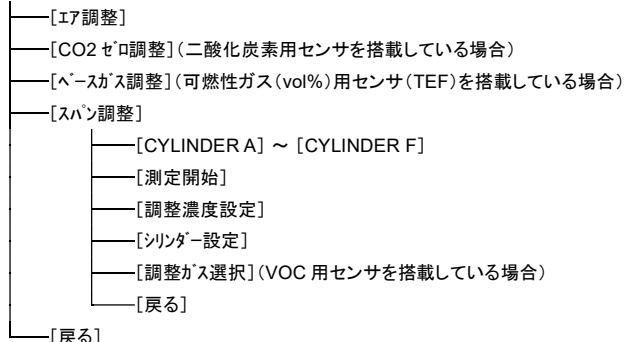 [ｴｱ調整]
[CO2 ｾﾞﾛ調整](二酸化炭素用センサを搭載している場合)
[ﾍﾞｰｽｶﾞｽ調整](可燃性ガス(vol%)用センサ(TEF)を搭載している場合)
[ｽﾊﾟﾝ調整]
[CYLINDER A] ～ [CYLINDER F]
[測定開始]
[調整濃度設定]
[ｼﾘﾝﾀﾞｰ設定]
[調整ｶﾞｽ選択](VOC 用センサを搭載している場合)
[戻る]
[戻る]